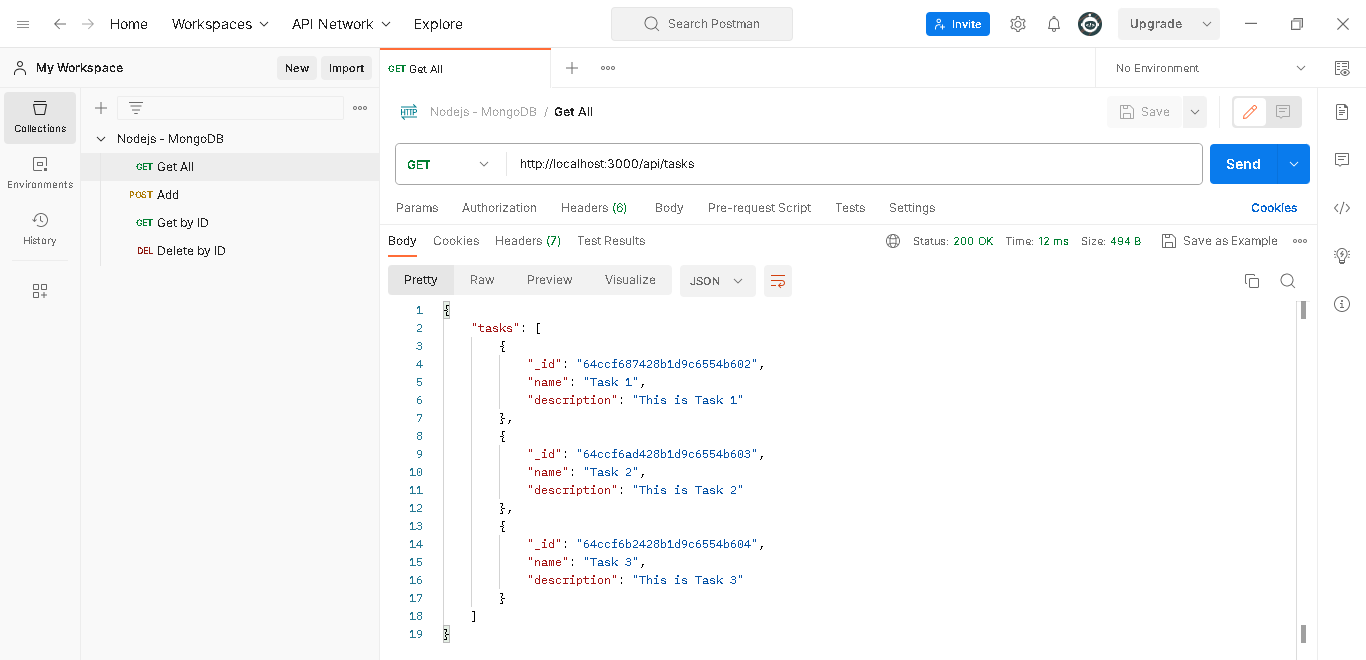 Home Workspaces API Network Explore Search Postman Invite Upgrade
My Workspace New Import GET Get All No Environment
Collections
Environments
History
Nodejs - MongoDB
GET Get All
POST Add
GET Get by ID
DEL Delete by ID
HTTP Nodejs - MongoDB / Get All Save
GET http://localhost:3000/api/tasks Send
Params Authorization Headers (6) Body Pre-request Script Tests Settings Cookies
Body Cookies Headers (7) Test Results Status: 200 OK Time: 12 ms Size: 494 B Save as Example
Pretty Raw Preview Visualize JSON
1 {
2 "tasks": [
3 {
4 "_id": "64ccf687428b1d9c6554b602",
5 "name": "Task 1",
6 "description": "This is Task 1"
7 },
8 {
9 "_id": "64ccf6ad428b1d9c6554b603",
10 "name": "Task 2",
11 "description": "This is Task 2"
12 },
13 {
14 "_id": "64ccf6b2428b1d9c6554b604",
15 "name": "Task 3",
16 "description": "This is Task 3"
17 }
18 ]
19 }